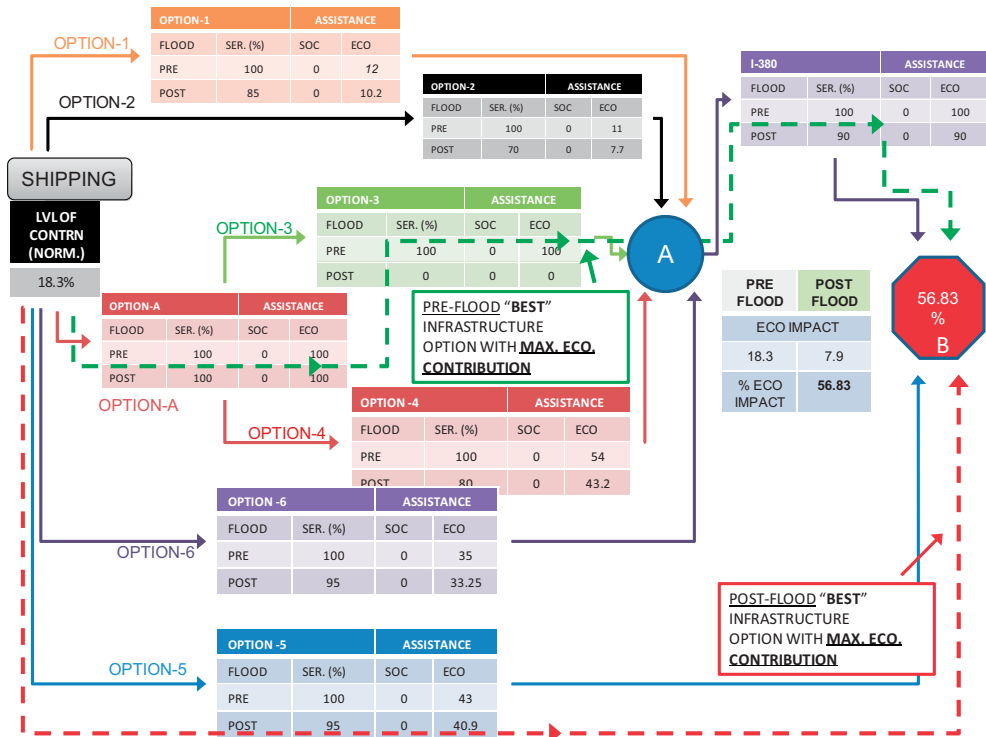 OPTION-1 ASSISTANCE
FLOOD SER. (%) SOC ECO
PRE 100 0 12
POST 85 0 10.2
OPTION-1
OPTION-2
OPTION-2 ASSISTANCE
FLOOD SER. (%) SOC ECO
PRE 100 0 11
POST 70 0 7.7
I-380 ASSISTANCE
FLOOD SER. (%) SOC ECO
PRE 100 0 100
POST 90 0 90
SHIPPING
LVL OF
CONTRN
(NORM.)
18.3%
OPTION-3
OPTION-3 ASSISTANCE
FLOOD SER. (%) SOC ECO
PRE 100 0 100
POST 0 0 0
A
OPTION-A ASSISTANCE
FLOOD SER. (%) SOC ECO
PRE 100 0 100
POST 100 0 100
OPTION-A
PRE-FLOOD “BEST”
INFRASTRUCTURE
OPTION WITH MAX. ECO.
CONTRIBUTION
PRE FLOOD POST FLOOD
ECO IMPACT
18.3 7.9
% ECO IMPACT 56.83
56.83
%
B
OPTION-4
OPTION -4 ASSISTANCE
FLOOD SER. (%) SOC ECO
PRE 100 0 54
POST 80 0 43.2
OPTION-6
OPTION -6 ASSISTANCE
FLOOD SER. (%) SOC ECO
PRE 100 0 35
POST 95 0 33.25
POST-FLOOD “BEST”
INFRASTRUCTURE
OPTION WITH MAX. ECO.
CONTRIBUTION
OPTION-5
OPTION -5 ASSISTANCE
FLOOD SER. (%) SOC ECO
PRE 100 0 43
POST 95 0 40.9